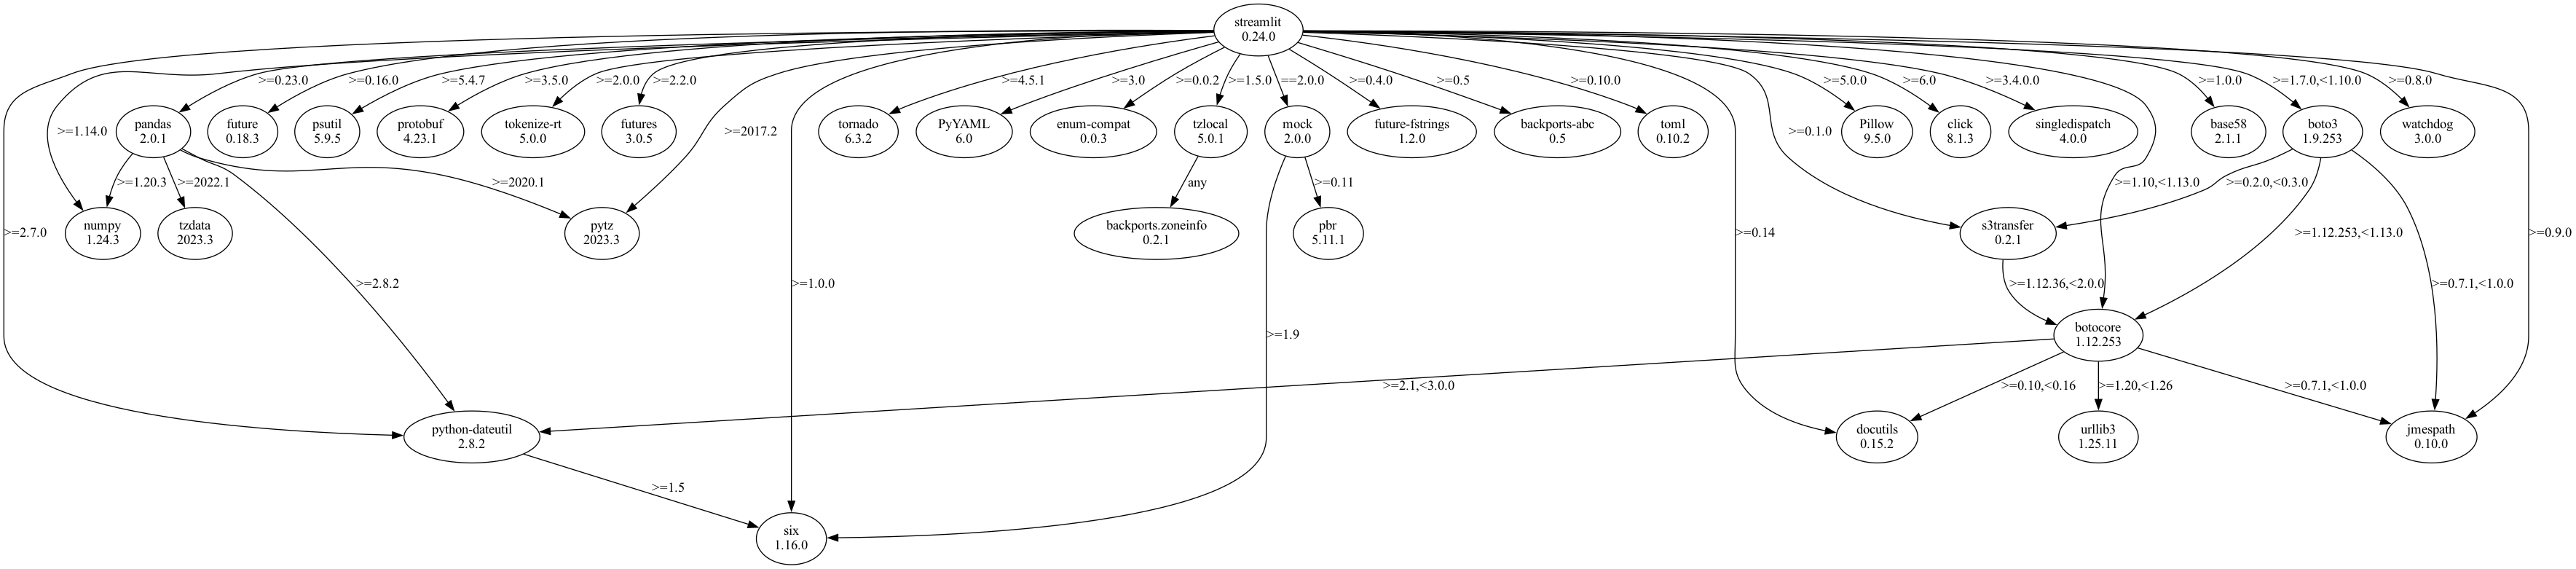 streamlit
0.24.0
>=0.23.0
>=0.16.0
>=5.4.7
>=3.5.0
>=2.0.0
>=2.2.0
>=4.5.1
>=3.0
>=0.0.2
>=1.5.0
==2.0.0
>=0.4.0
>=0.5
>=0.10.0
>=5.0.0
>=6.0
>=3.4.0.0
>=1.0.0
>=1.7.0,<1.10.0
>=0.8.0
>=1.14.0
pandas
2.0.1
future
0.18.3
psutil
5.9.5
protobuf
4.23.1
tokenize-rt
5.0.0
futures
3.0.5
>=2017.2
tornado
6.3.2
PyYAML
6.0
enum-compat
0.0.3
tzlocal
5.0.1
mock
2.0.0
future-fstrings
1.2.0
backports-abc
0.5
toml
0.10.2
>=0.1.0
Pillow
9.5.0
click
8.1.3
singledispatch
4.0.0
base58
2.1.1
boto3
1.9.253
watchdog
3.0.0
>=1.20.3
>=2022.1
>=2020.1
any
>=0.11
>=1.10,<1.13.0
>=0.2.0,<0.3.0
>=2.7.0
numpy
1.24.3
tzdata
2023.3
pytz
2023.3
backports.zoneinfo
0.2.1
pbr
5.11.1
>=0.14
s3transfer
0.2.1
>=1.12.253,<1.13.0
>=0.9.0
>=2.8.2
>=1.0.0
>=1.12.36,<2.0.0
>=0.7.1,<1.0.0
>=1.9
botocore
1.12.253
>=2.1,<3.0.0
>=0.10,<0.16
>=1.20,<1.26
>=0.7.1,<1.0.0
python-dateutil
2.8.2
docutils
0.15.2
urllib3
1.25.11
jmespath
0.10.0
>=1.5
six
1.16.0